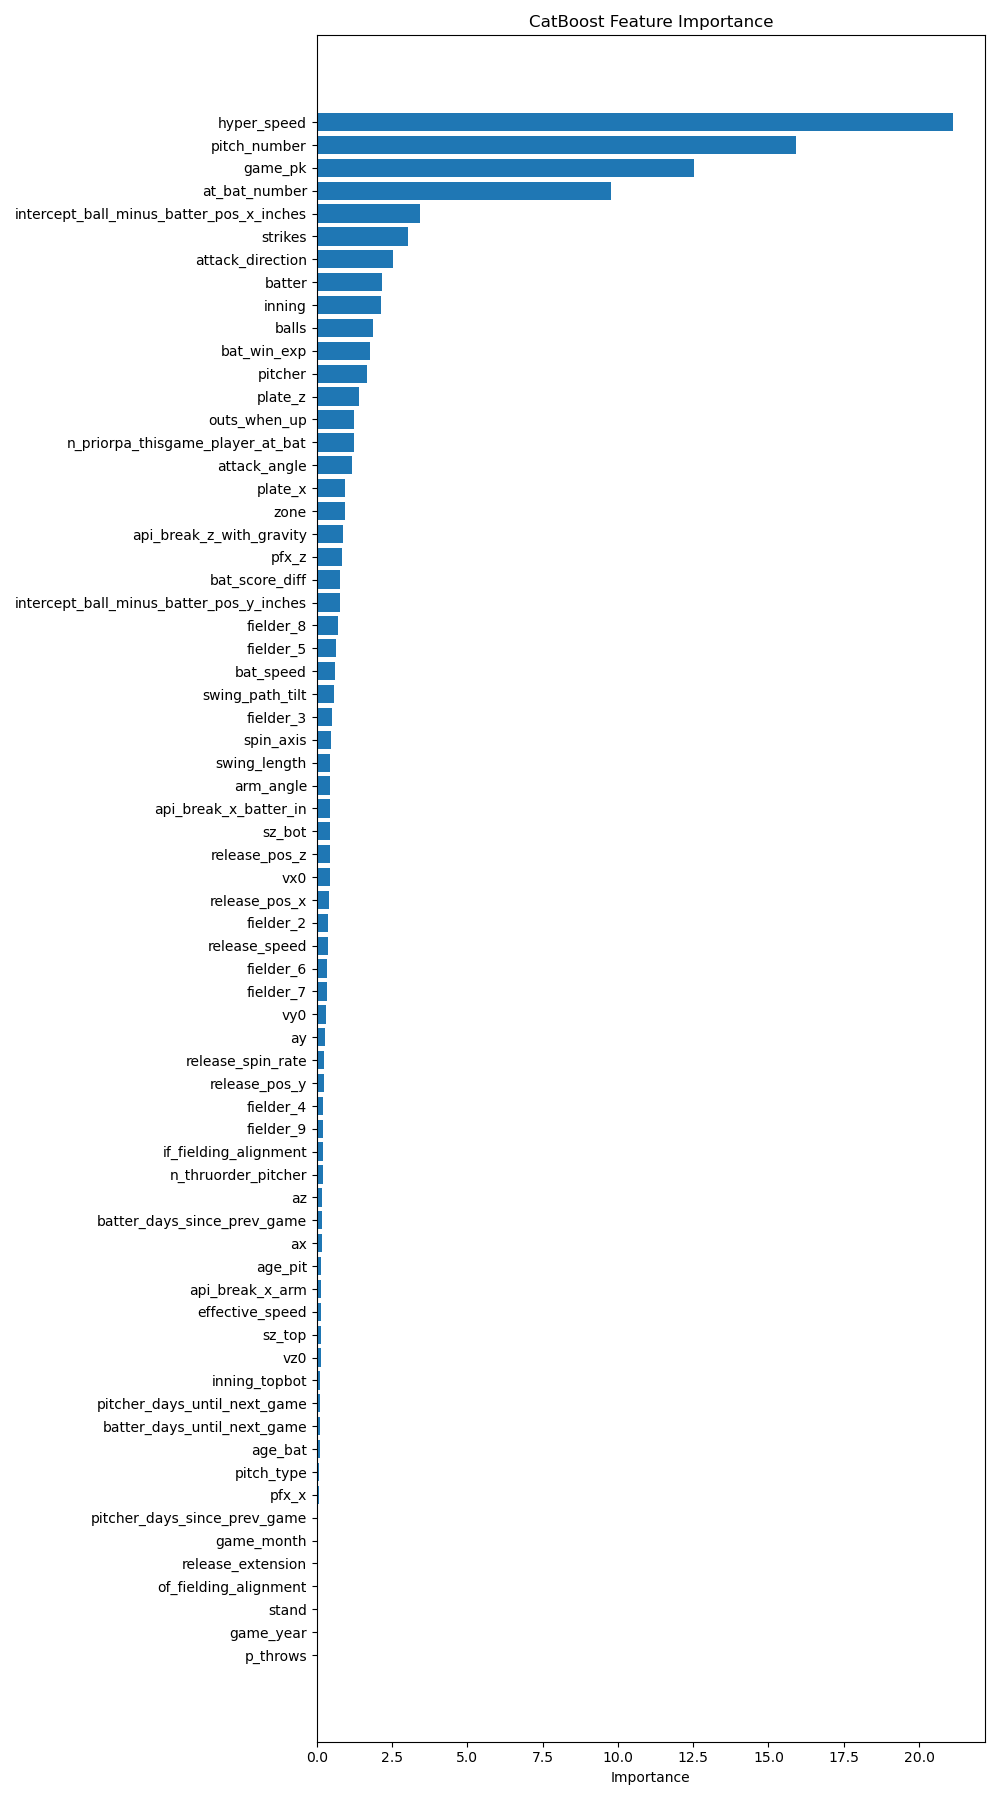 CatBoost Feature Importance
hyper_speed
pitch_number
game_pk
at_bat_number
intercept_ball_minus_batter_pos_x_inches
strikes
attack_direction
batter
inning
balls
bat_win_exp
pitcher
plate_z
outs_when_up
n_priorpa_thisgame_player_at_bat
attack_angle
plate_x
zone
api_break_z_with_gravity
pfx_z
bat_score_diff
intercept_ball_minus_batter_pos_y_inches
fielder_8
fielder_5
bat_speed
swing_path_tilt
fielder_3
spin_axis
swing_length
arm_angle
api_break_x_batter_in
sz_bot
release_pos_z
vx0
release_pos_x
fielder_2
release_speed
fielder_6
fielder_7
vy0
ay
release_spin_rate
release_pos_y
fielder_4
fielder_9
if_fielding_alignment
n_thruorder_pitcher
az
batter_days_since_prev_game
ax
age_pit
api_break_x_arm
effective_speed
sz_top
vz0
inning_topbot
pitcher_days_until_next_game
batter_days_until_next_game
age_bat
pitch_type
pfx_x
pitcher_days_since_prev_game
game_month
release_extension
of_fielding_alignment
stand
game_year
p_throws
0.0 2.5 5.0 7.5 10.0 12.5 15.0 17.5 20.0
Importance